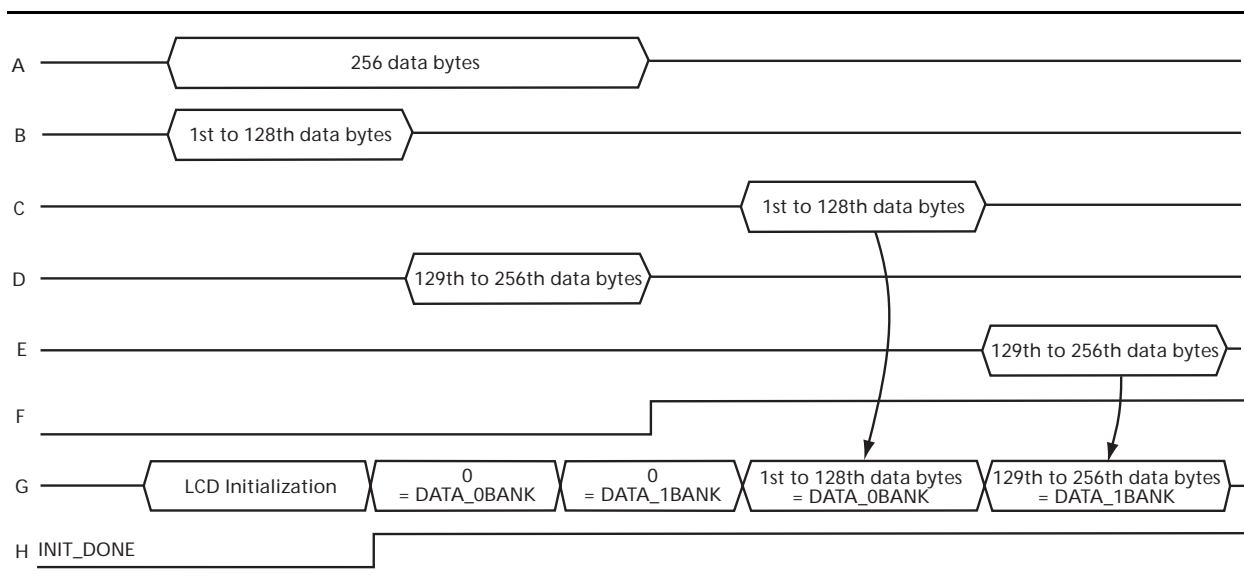 A
256 data bytes
B
1st to 128th data bytes
C
1st to 128th data bytes
D
129th to 256th data bytes
E
129th to 256th data bytes
F
G
LCD Initialization
0
= DATA_0BANK
0
= DATA_1BANK
1st to 128th data bytes
= DATA_0BANK
129th to 256th data bytes
= DATA_1BANK
H INIT_DONE